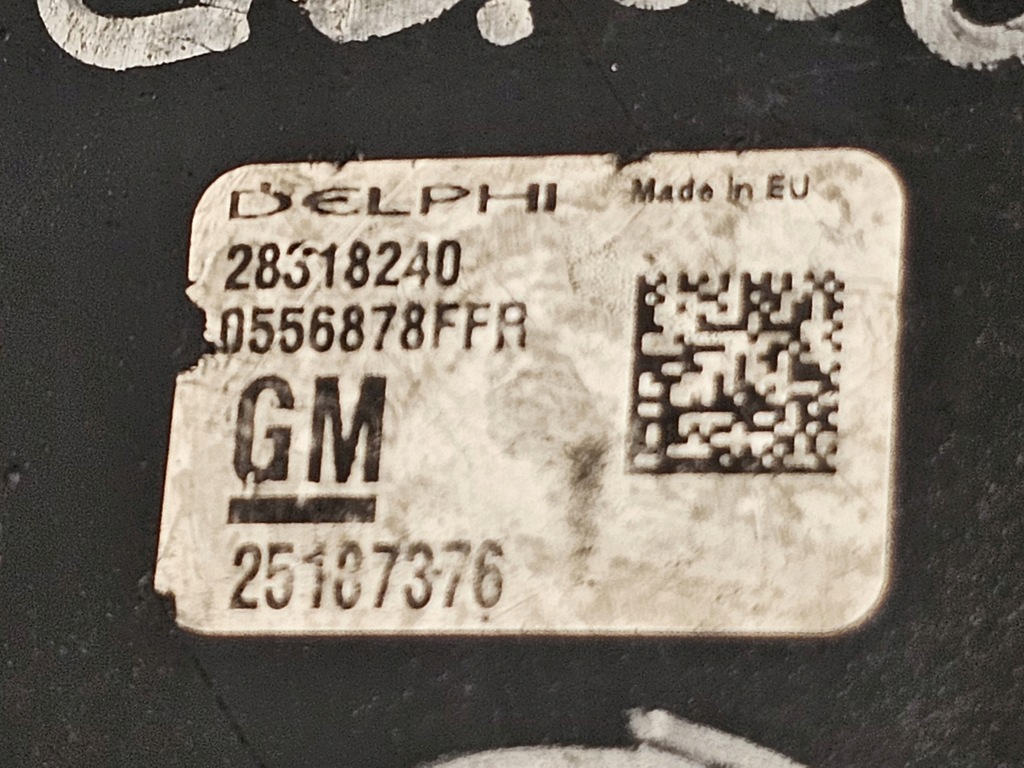 DELPHI
Made in EU
28318240
0556878FFR
GM
25187376